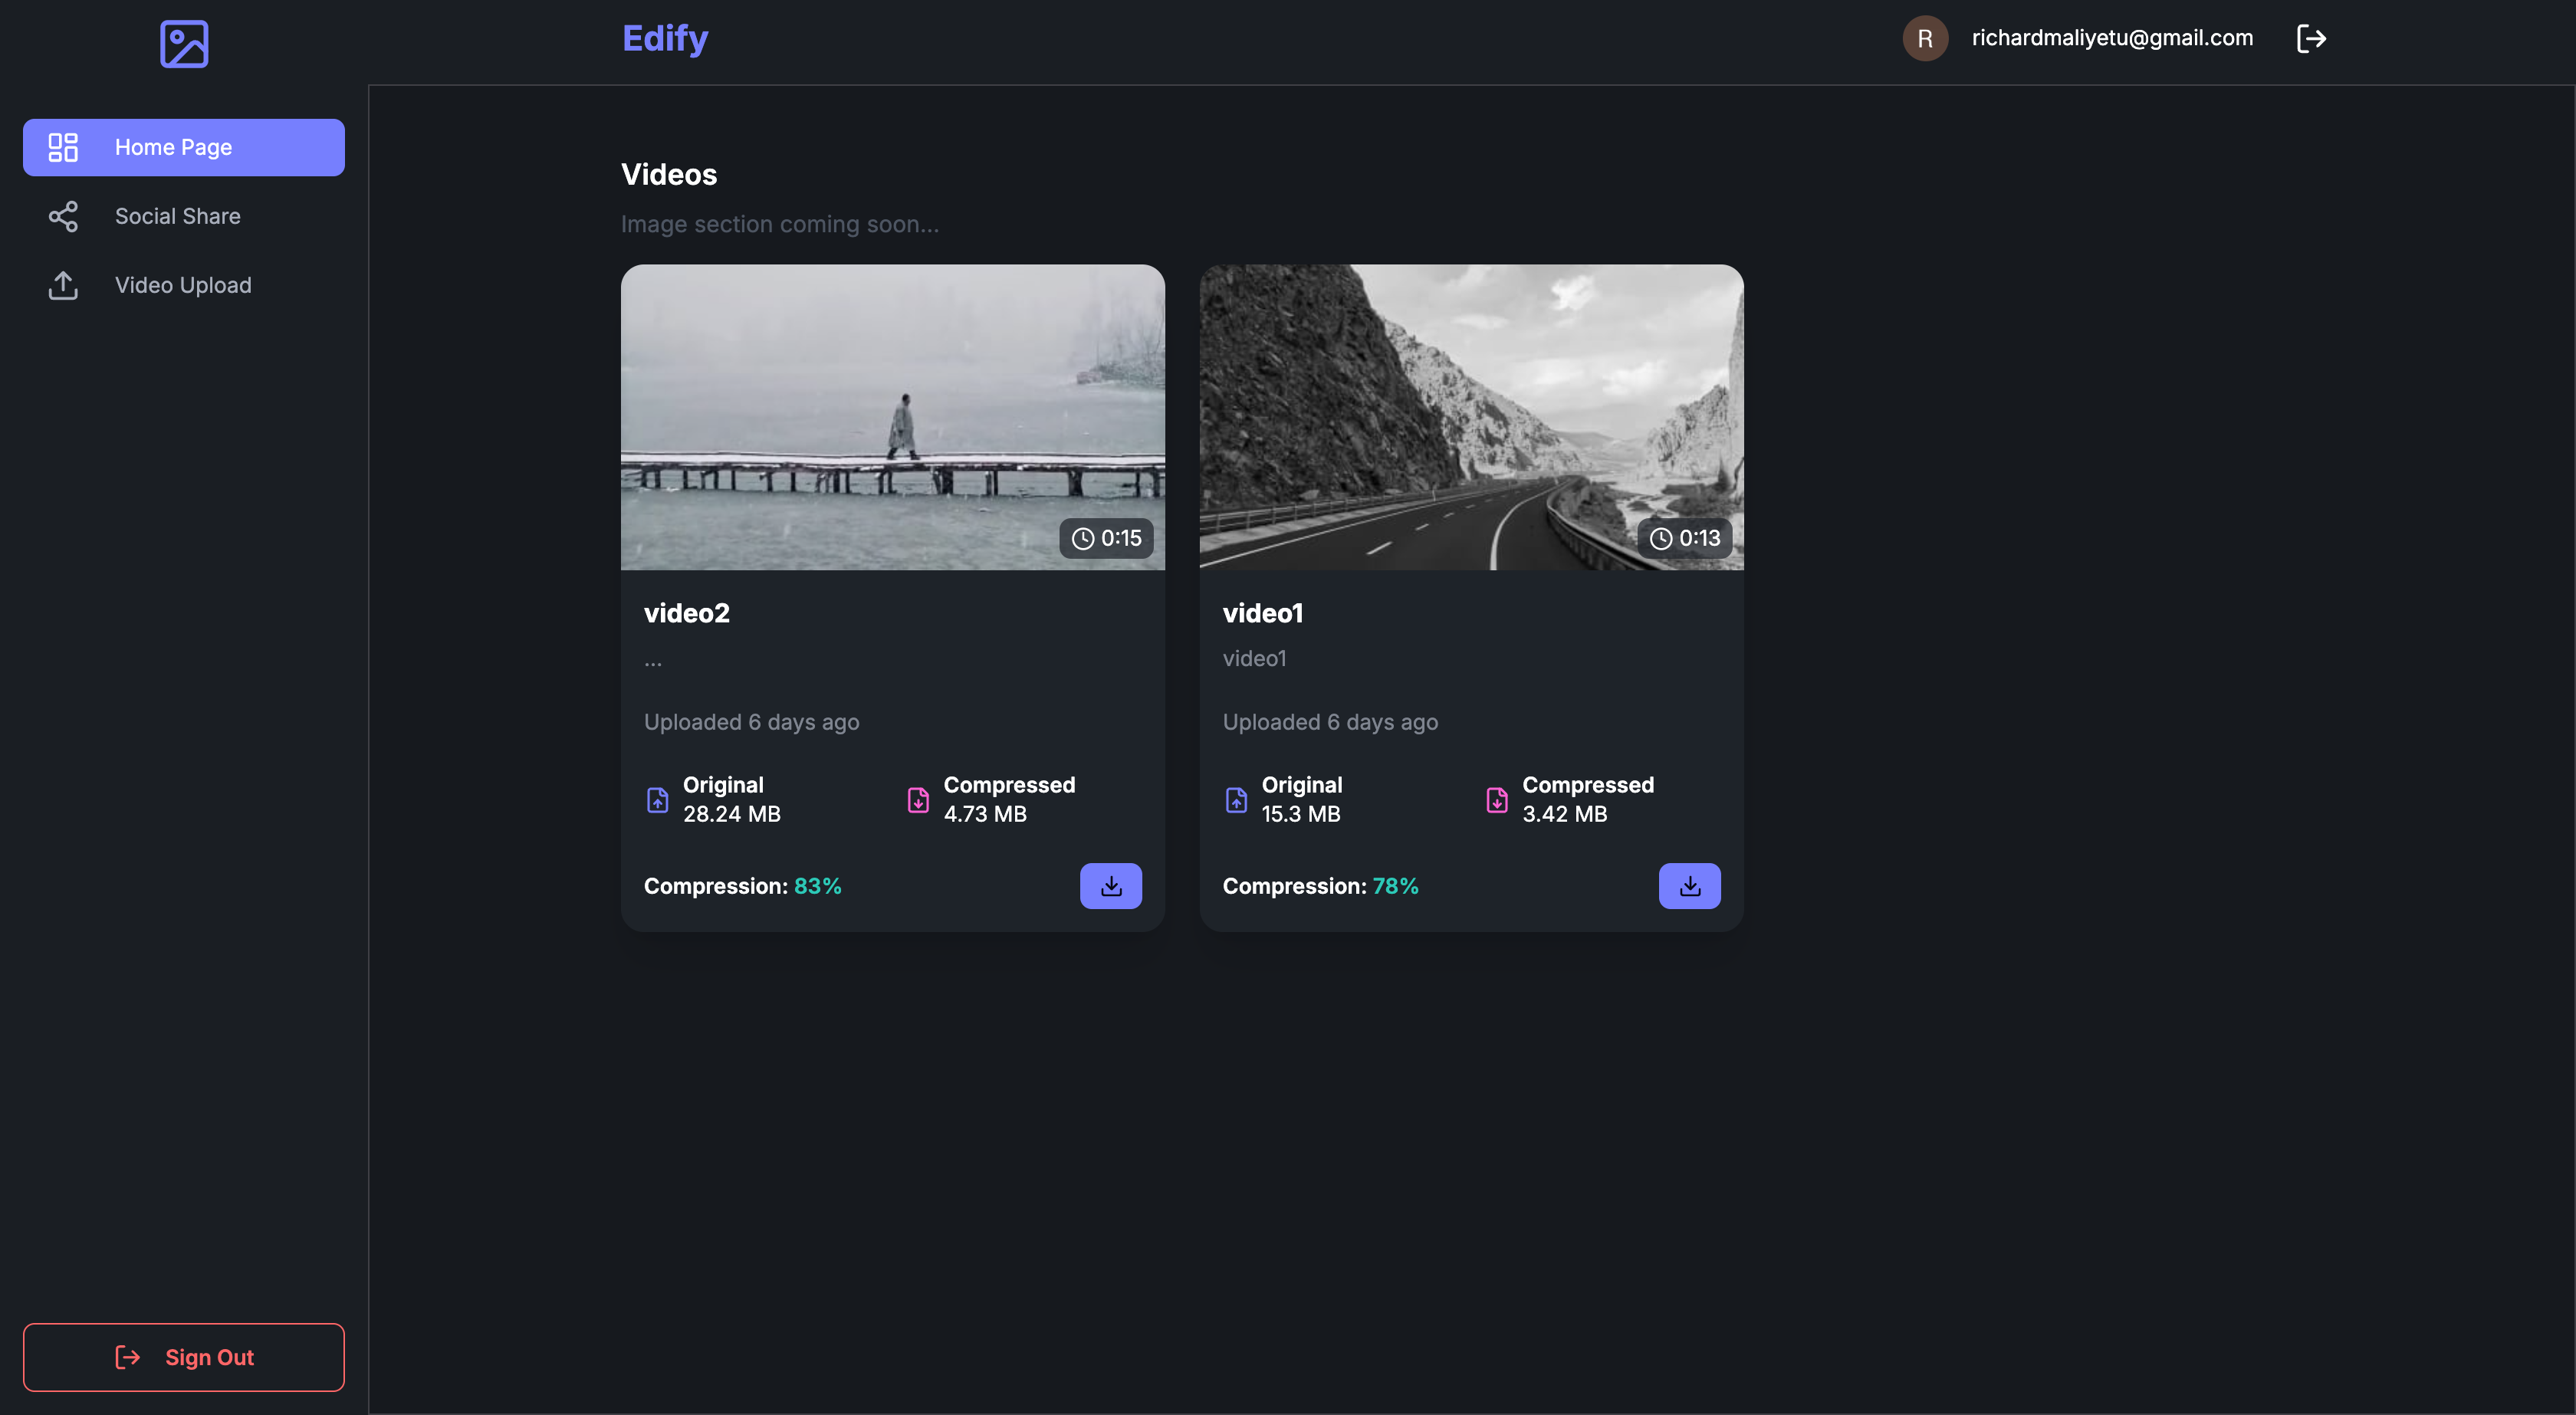 Edify
R
richardmaliyetu@gmail.com
Home Page
Social Share
Video Upload
Sign Out
Videos
Image section coming soon...
0:15
video2
...
Uploaded 6 days ago
Original
28.24 MB
Compressed
4.73 MB
Compression: 83%
0:13
video1
video1
Uploaded 6 days ago
Original
15.3 MB
Compressed
3.42 MB
Compression: 78%